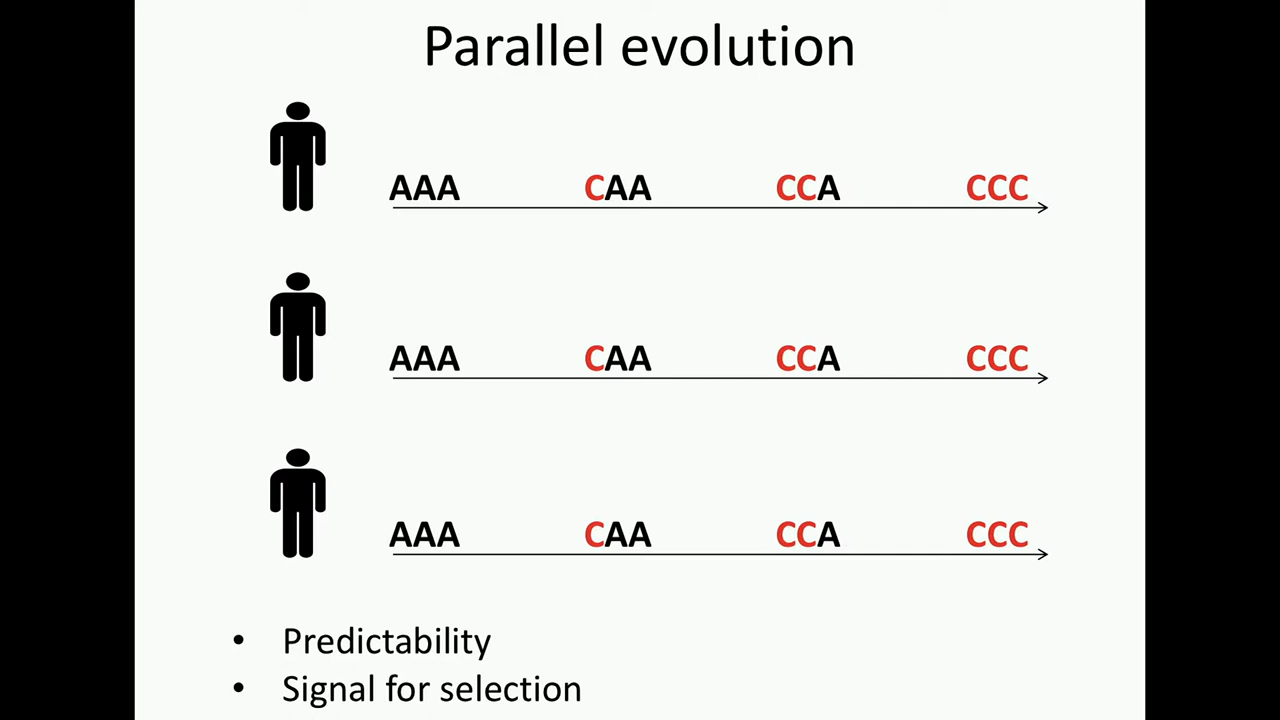 Parallel evolution
AAA CAA CCA CCC
AAA CAA CCA CCC
AAA CAA CCA CCC
• Predictability
• Signal for selection